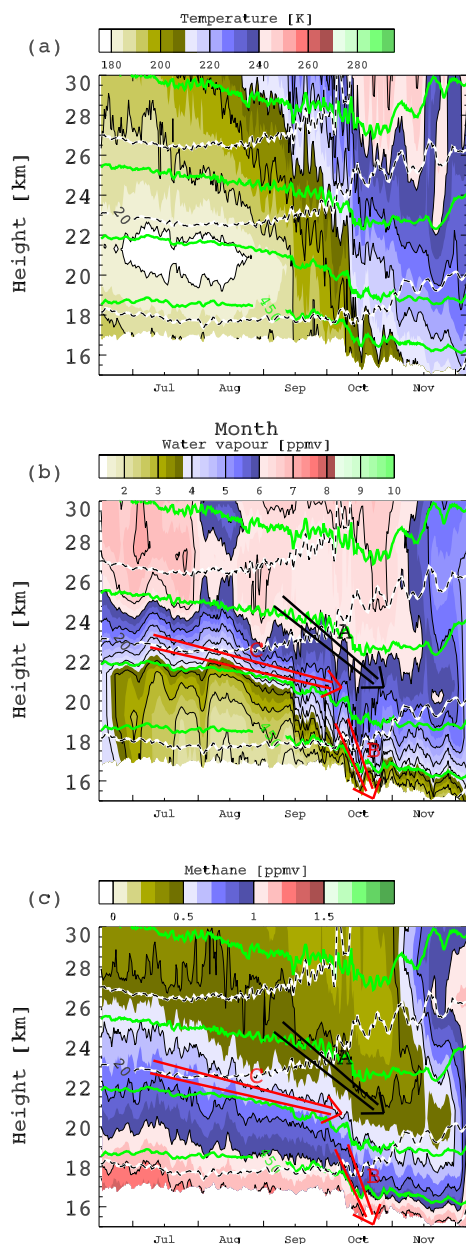 Temperature [K]
(a)
180 200 220 240 260 280
30
28
26
24
22
20
18
16
Height [km]
20
450
Jul Aug Sep Oct Nov
Month
Water vapour [ppmv]
(b)
2 3 4 5 6 7 8 9 10
30
28
26
24
22
20
18
16
Height [km]
A
C
Jul Aug Sep Oct Nov
Methane [ppmv]
(c)
0 0.5 1 1.5
30
28
26
24
22
20
18
16
Height [km]
20
A
C
Jul Aug Sep Oct Nov